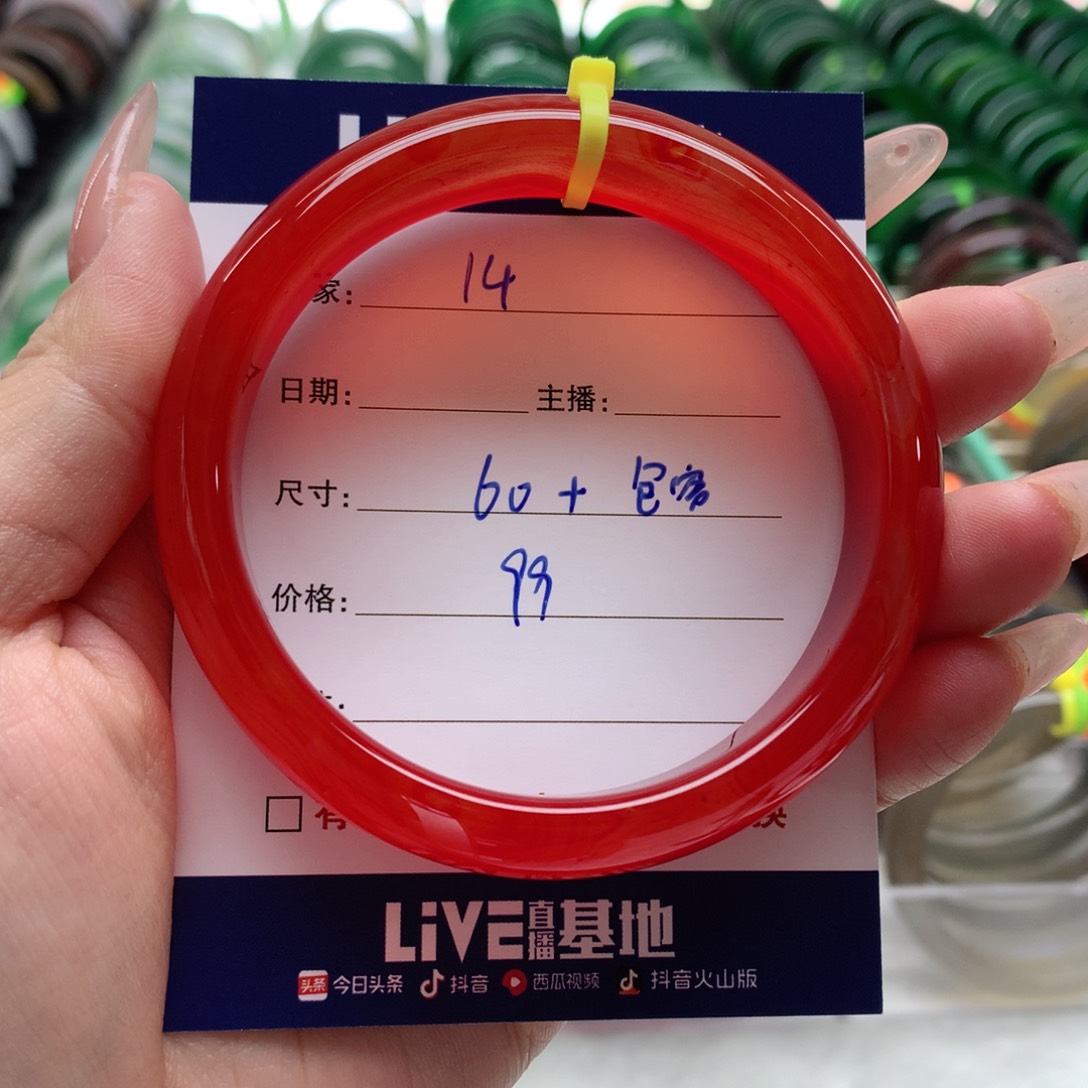 家: 14
日期: 主播:
尺寸: 60+ 包容
价格: 99
有
LiVE直播基地
头条 今日头条 抖音 西瓜视频 抖音火山版